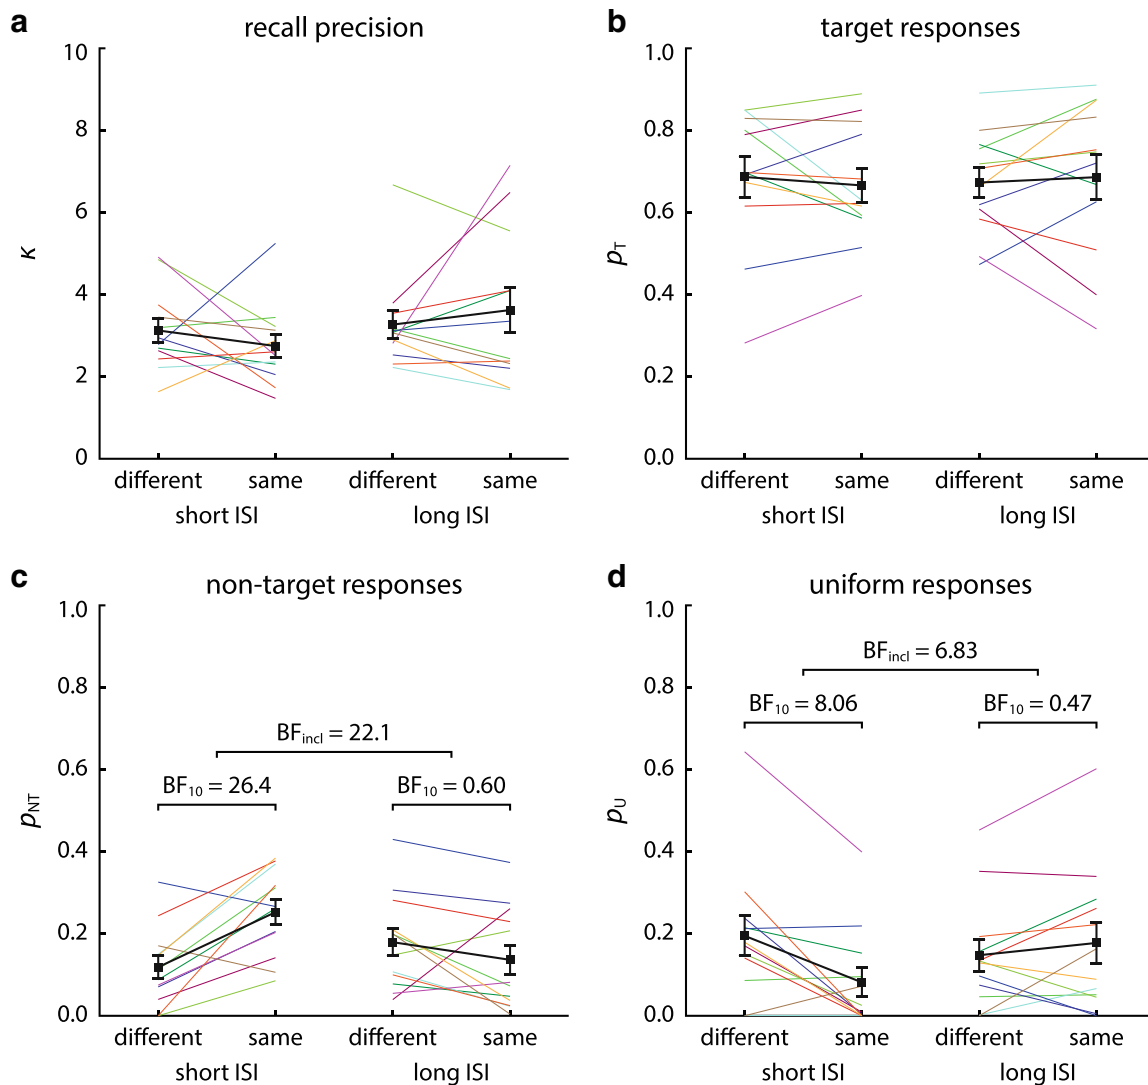 a
recall precision
10
8
6
4
2
0
κ
different same different same
short ISI long ISI
b
target responses
1.0
0.8
0.6
0.4
0.2
0.0
pT
different same different same
short ISI long ISI
c
non-target responses
1.0
0.8
0.6
0.4
0.2
0.0
pNT
BFincl = 22.1
BF10 = 26.4 BF10 = 0.60
different same different same
short ISI long ISI
d
uniform responses
1.0
0.8
0.6
0.4
0.2
0.0
pU
BFincl = 6.83
BF10 = 8.06 BF10 = 0.47
different same different same
short ISI long ISI